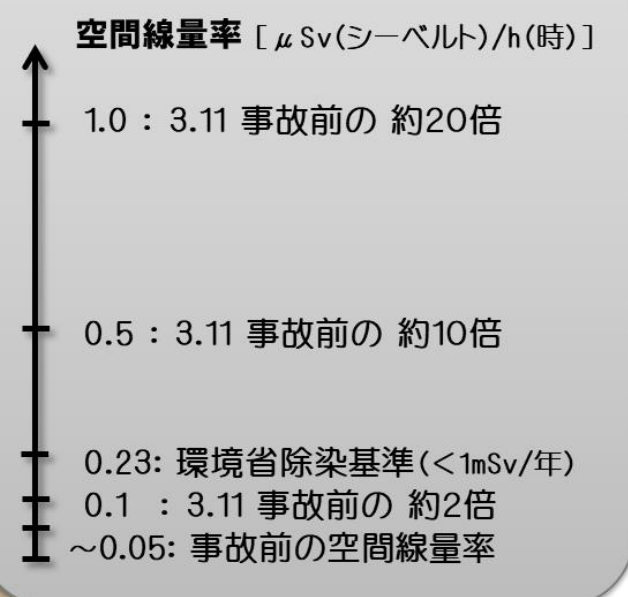 空間線量率 [μSv(シーベルト)/h(時)]
1.0 : 3.11 事故前の 約20倍
0.5 : 3.11 事故前の 約10倍
0.23: 環境省除染基準(<1mSv/年)
0.1 : 3.11 事故前の 約2倍
~0.05: 事故前の空間線量率